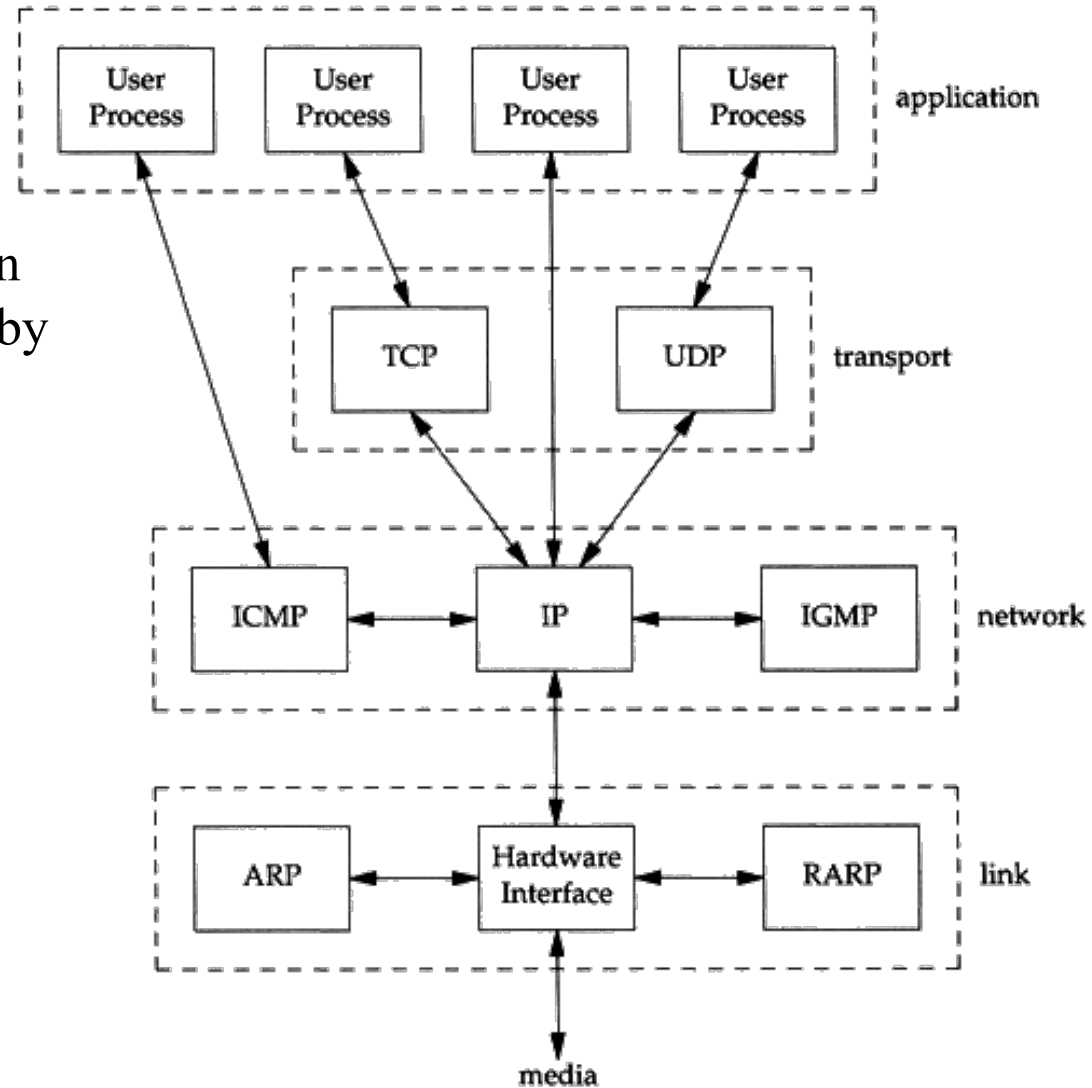 User Process
User Process
User Process
User Process
application
n
by
TCP
UDP
transport
ICMP
IP
IGMP
network
ARP
Hardware Interface
RARP
link
media